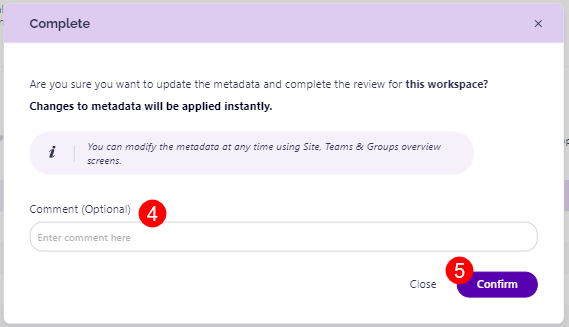 Complete
Are you sure you want to update the metadata and complete the review for this workspace?
Changes to metadata will be applied instantly.
i You can modify the metadata at any time using Site, Teams & Groups overview
screens.
Comment (Optional) 4
Enter comment here
5
Close Confirm